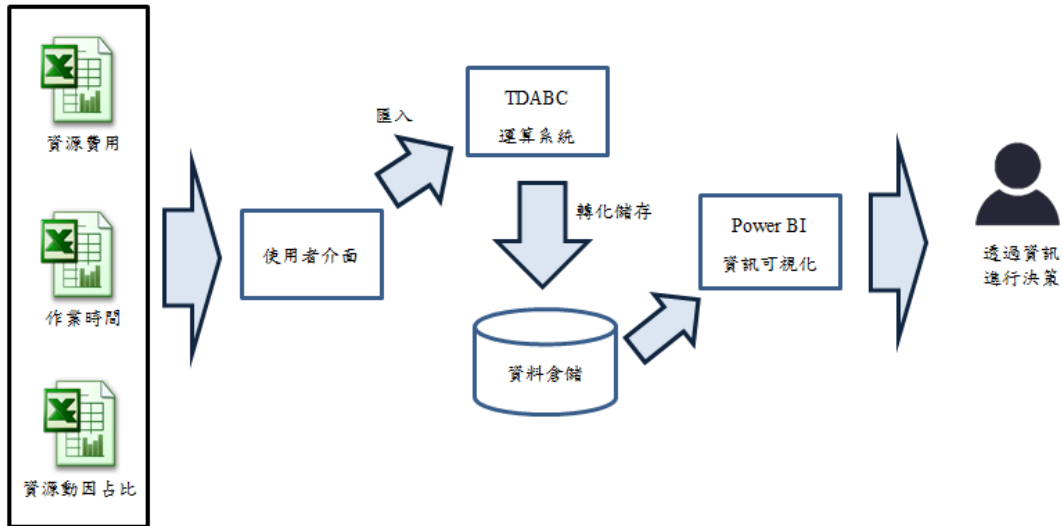 資源費用
作業時間
資源動因占比
使用者介面
匯入
TDABC
運算系統
轉化儲存
資料倉儲
Power BI
資訊可視化
透過資訊
進行決策